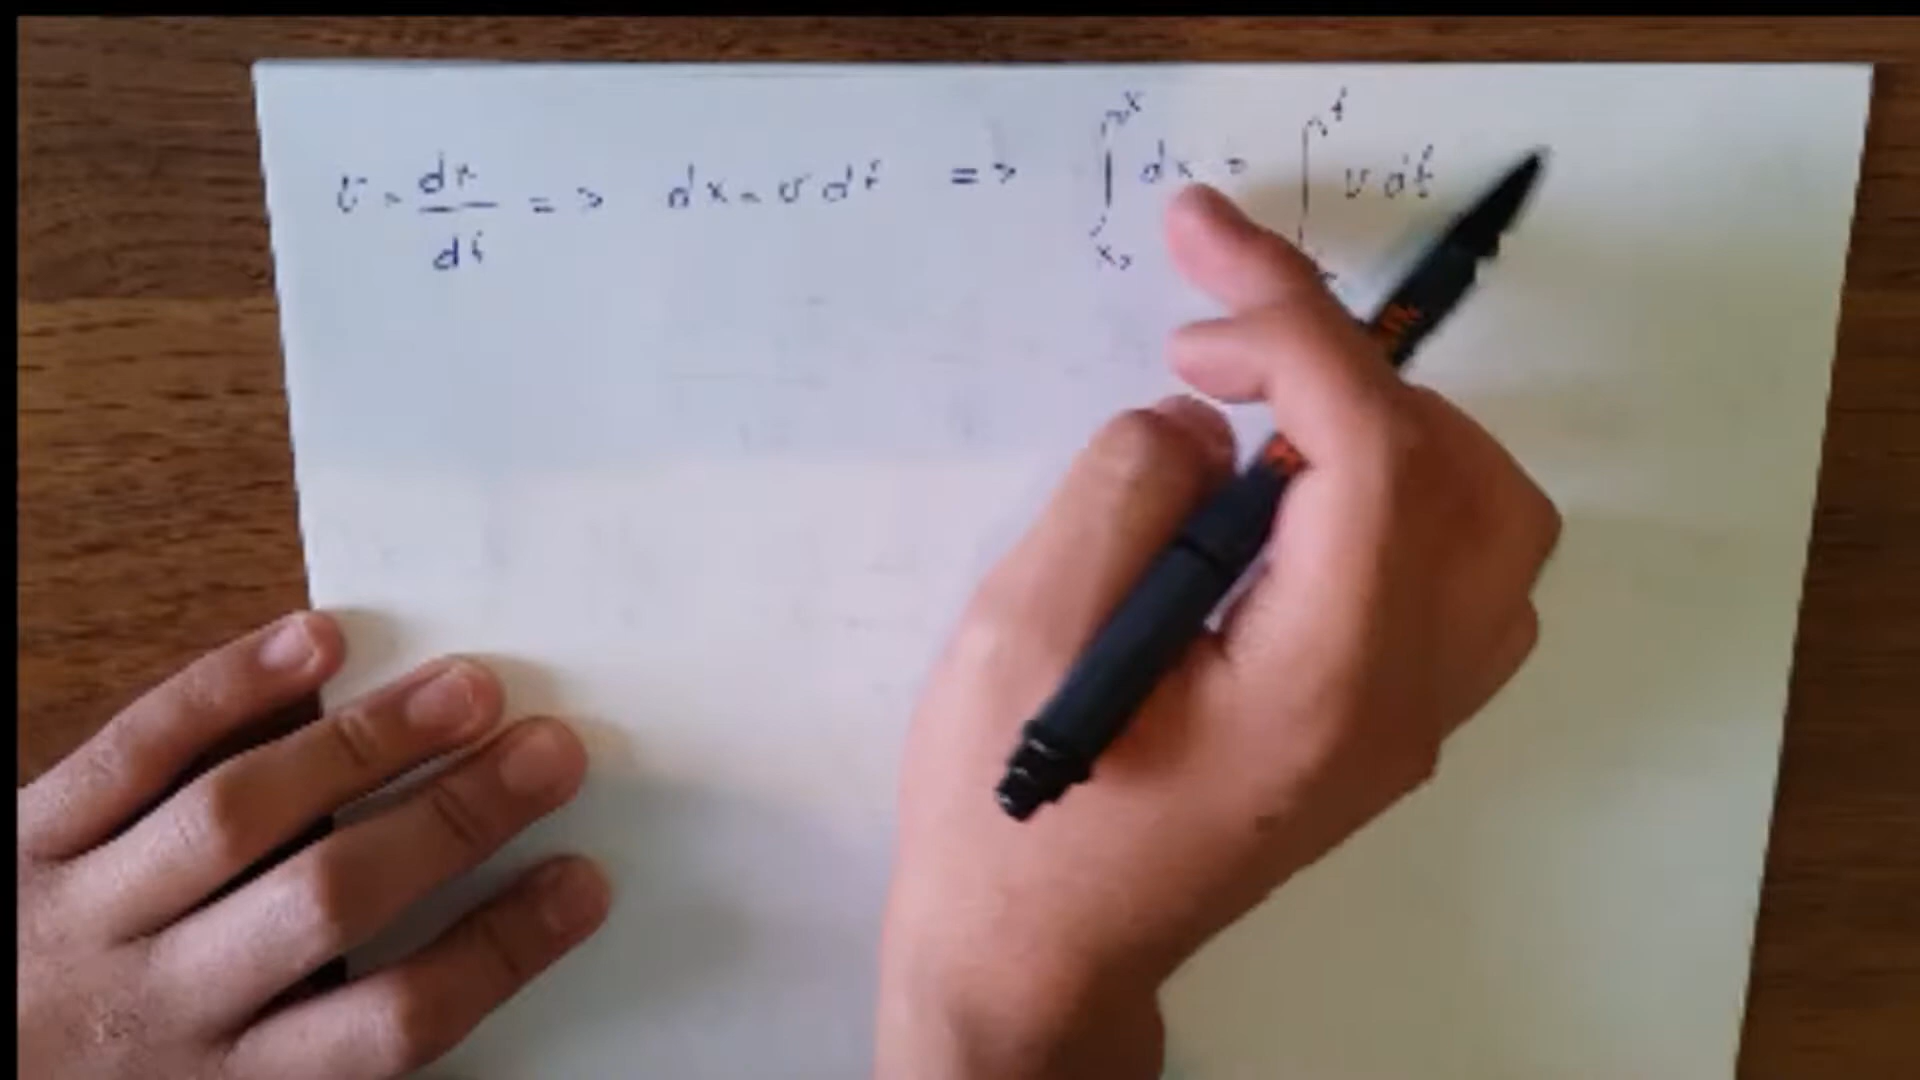 v = dx/dt => dx = v dt => ∫_{x₀}^{x} dx = ∫^{t} v dt